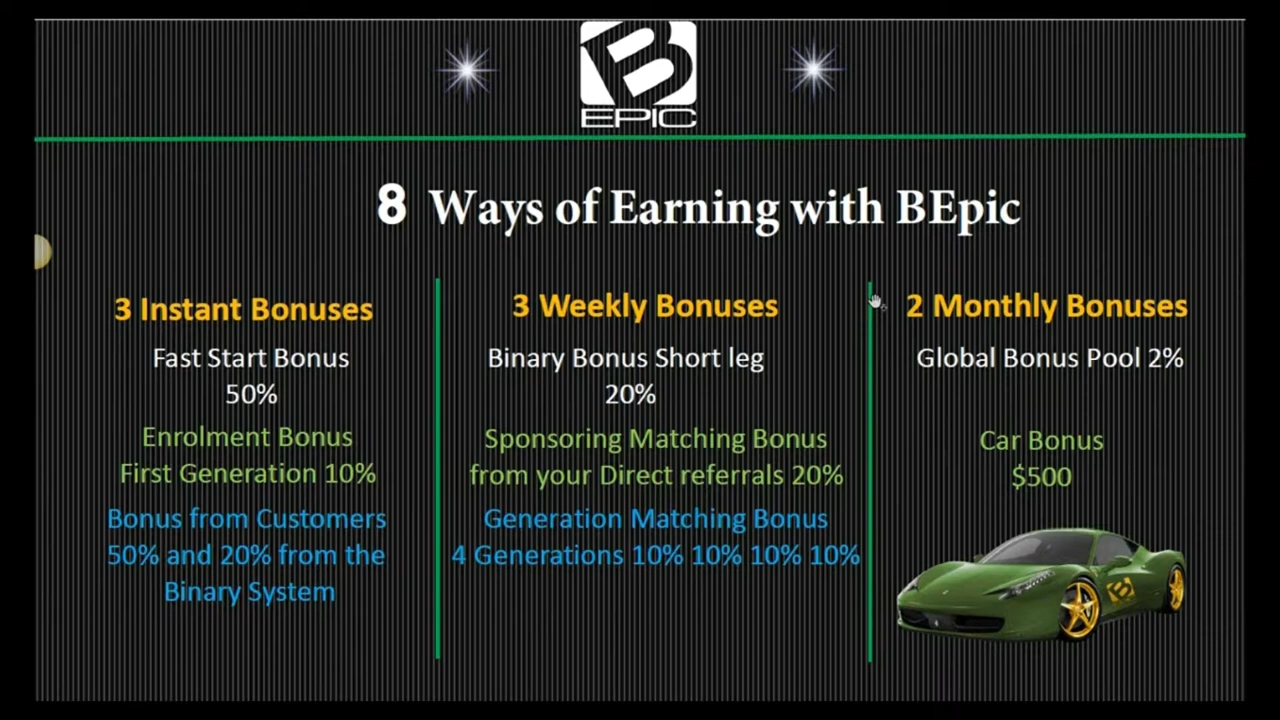 B
EPIC
8 Ways of Earning with BEpic
3 Instant Bonuses
Fast Start Bonus
50%
Enrolment Bonus
First Generation 10%
Bonus from Customers
50% and 20% from the
Binary System
3 Weekly Bonuses
Binary Bonus Short leg
20%
Sponsoring Matching Bonus
from your Direct referrals 20%
Generation Matching Bonus
4 Generations 10% 10% 10% 10%
2 Monthly Bonuses
Global Bonus Pool 2%
Car Bonus
$500
B